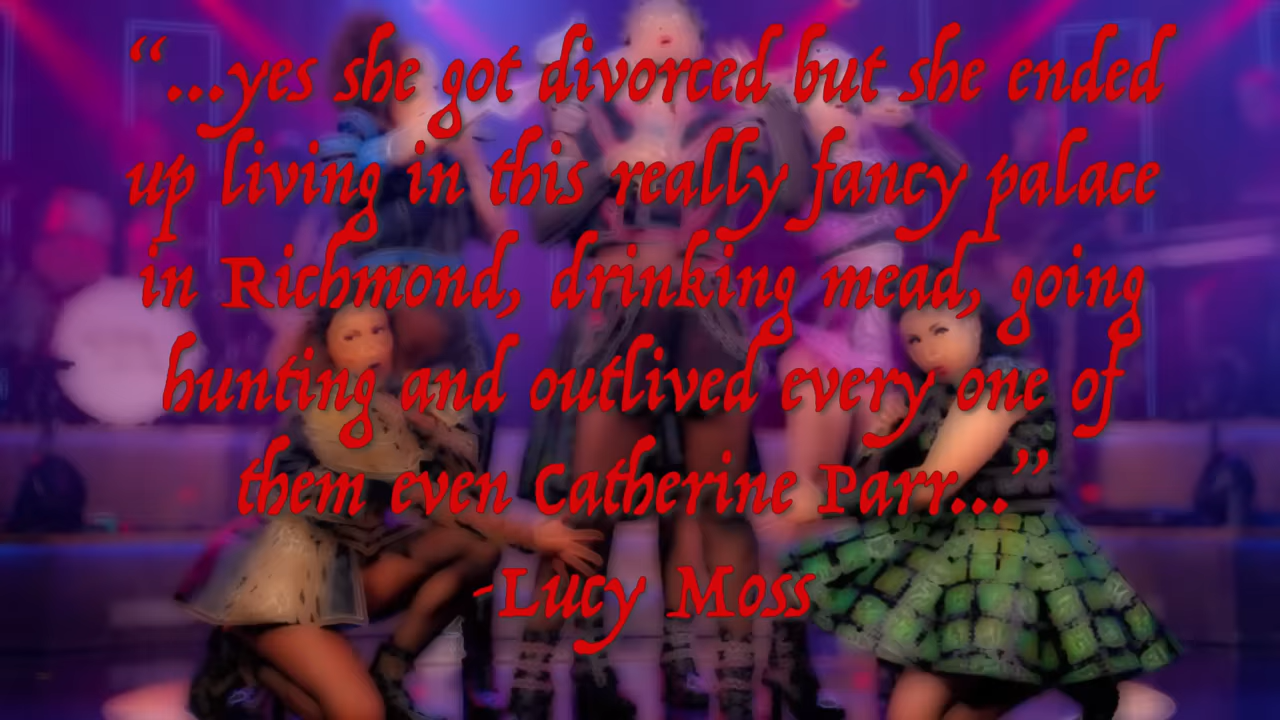 “...yes she got divorced but she ended
up living in this really fancy palace
in Richmond, drinking mead, going
hunting and outlived every one of
them even Catherine Parr...”
-Lucy Moss